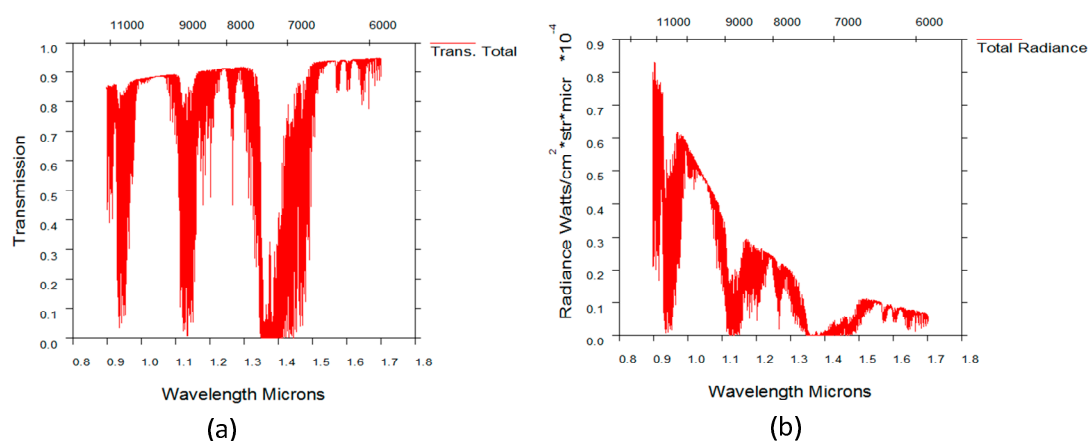 11000 9000 8000 7000 6000
1.0
0.9
0.8
0.7
0.6
0.5
0.4
0.3
0.2
0.1
0.0
Transmission
Trans. Total
0.8 0.9 1.0 1.1 1.2 1.3 1.4 1.5 1.6 1.7 1.8
Wavelength Microns
(a)
11000 9000 8000 7000 6000
0.9
0.8
0.7
0.6
0.5
0.4
0.3
0.2
0.1
0.0
Radiance Watts/cm2*str*micr *10-4
Total Radiance
0.8 0.9 1.0 1.1 1.2 1.3 1.4 1.5 1.6 1.7 1.8
Wavelength Microns
(b)